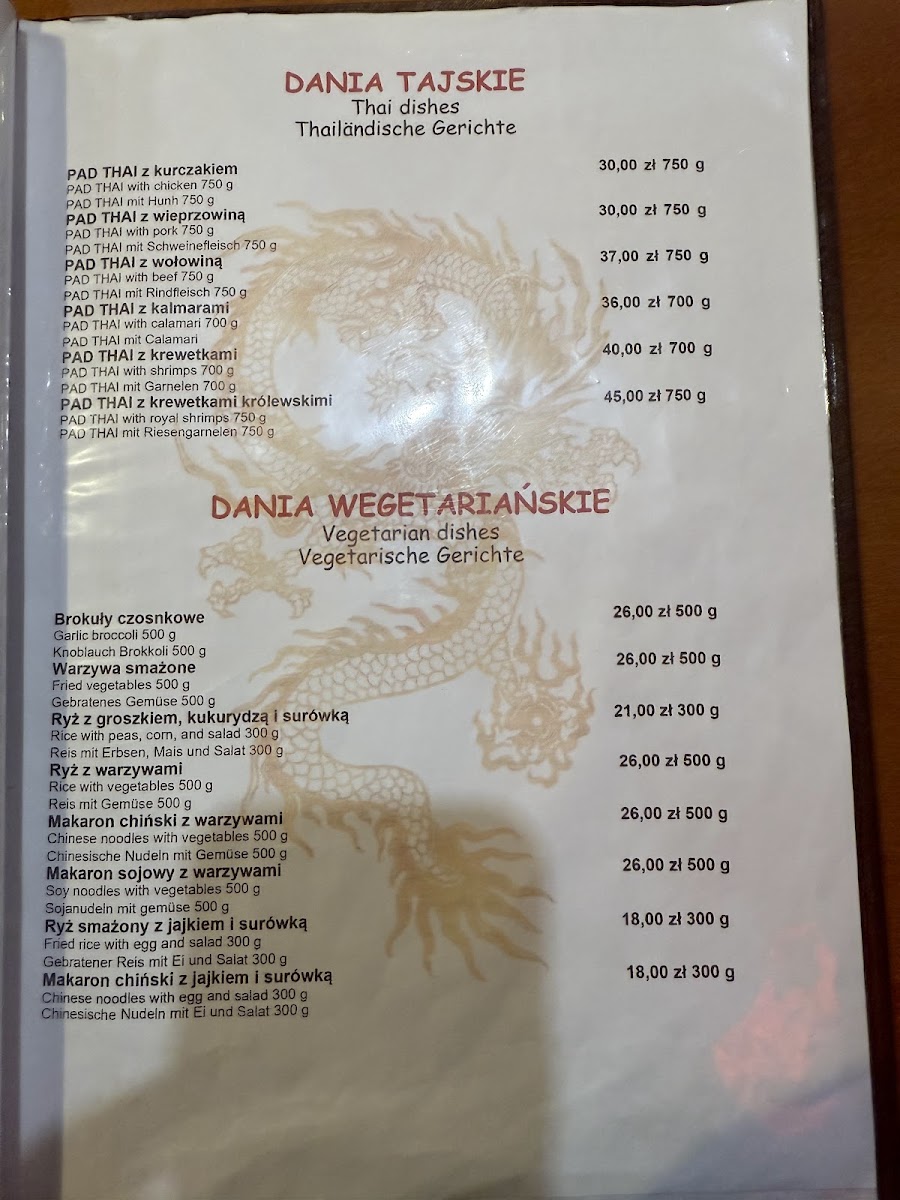 DANIA TAJSKIE
Thai dishes
Thailändische Gerichte
PAD THAI z kurczakiem 30,00 zł 750 g
PAD THAI with chicken 750 g
PAD THAI mit Hunh 750 g
PAD THAI z wieprzowiną 30,00 zł 750 g
PAD THAI with pork 750 g
PAD THAI mit Schweinefleisch 750 g
PAD THAI z wołowiną 37,00 zł 750 g
PAD THAI with beef 750 g
PAD THAI mit Rindfleisch 750 g
PAD THAI z kalmarami 36,00 zł 700 g
PAD THAI with calamari 700 g
PAD THAI mit Calamari
PAD THAI z krewetkami 40,00 zł 700 g
PAD THAI with shrimps 700 g
PAD THAI mit Garnelen 700 g
PAD THAI z krewetkami królewskimi 45,00 zł 750 g
PAD THAI with royal shrimps 750 g
PAD THAI mit Riesengarnelen 750 g
DANIA WEGETARIAŃSKIE
Vegetarian dishes
Vegetarische Gerichte
Brokuły czosnkowe 26,00 zł 500 g
Garlic broccoli 500 g
Knoblauch Brokkoli 500 g
Warzywa smażone 26,00 zł 500 g
Fried vegetables 500 g
Gebratenes Gemüse 500 g
Ryż z groszkiem, kukurydzą i surówką 21,00 zł 300 g
Rice with peas, corn, and salad 300 g
Reis mit Erbsen, Mais und Salat 300 g
Ryż z warzywami 26,00 zł 500 g
Rice with vegetables 500 g
Reis mit Gemüse 500 g
Makaron chiński z warzywami 26,00 zł 500 g
Chinese noodles with vegetables 500 g
Chinesische Nudeln mit Gemüse 500 g
Makaron sojowy z warzywami 26,00 zł 500 g
Soy noodles with vegetables 500 g
Sojanudeln mit gemüse 500 g
Ryż smażony z jajkiem i surówką 18,00 zł 300 g
Fried rice with egg and salad 300 g
Gebratener Reis mit Ei und Salat 300 g
Makaron chiński z jajkiem i surówką 18,00 zł 300 g
Chinese noodles with egg and salad 300 g
Chinesische Nudeln mit Ei und Salat 300 g